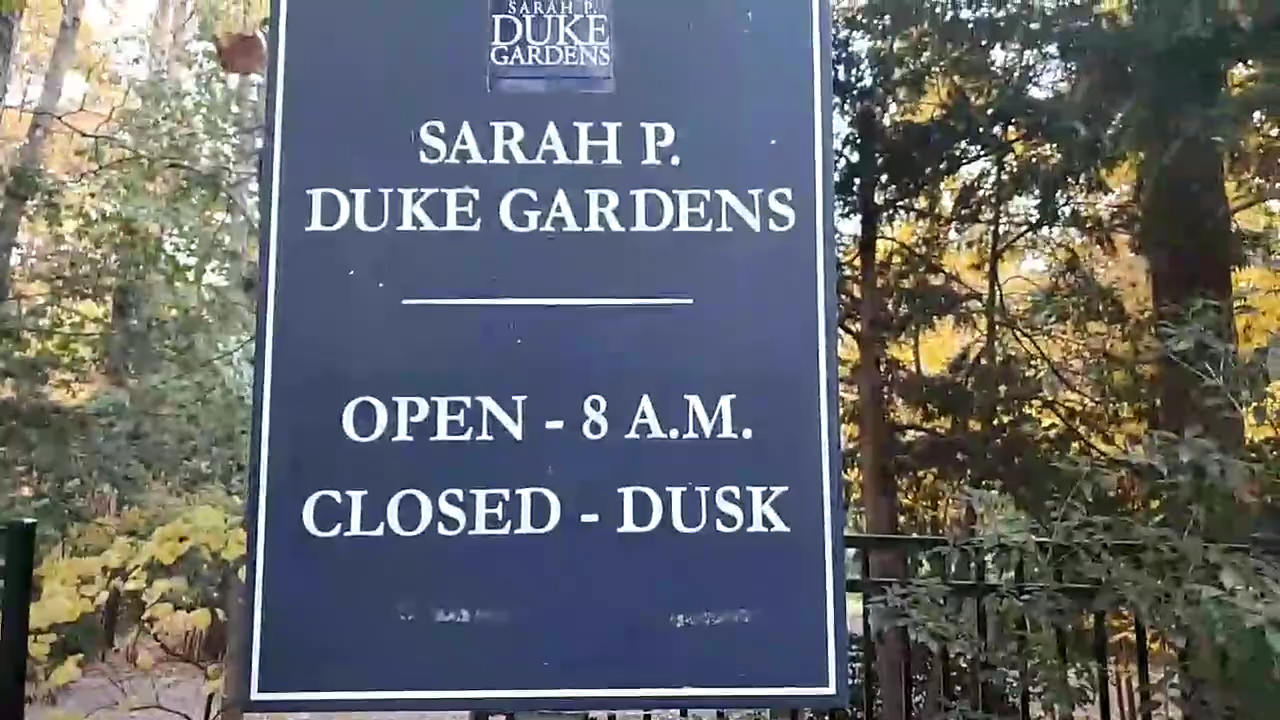 SARAH P.
DUKE
GARDENS
SARAH P.
DUKE GARDENS
OPEN - 8 A.M.
CLOSED - DUSK